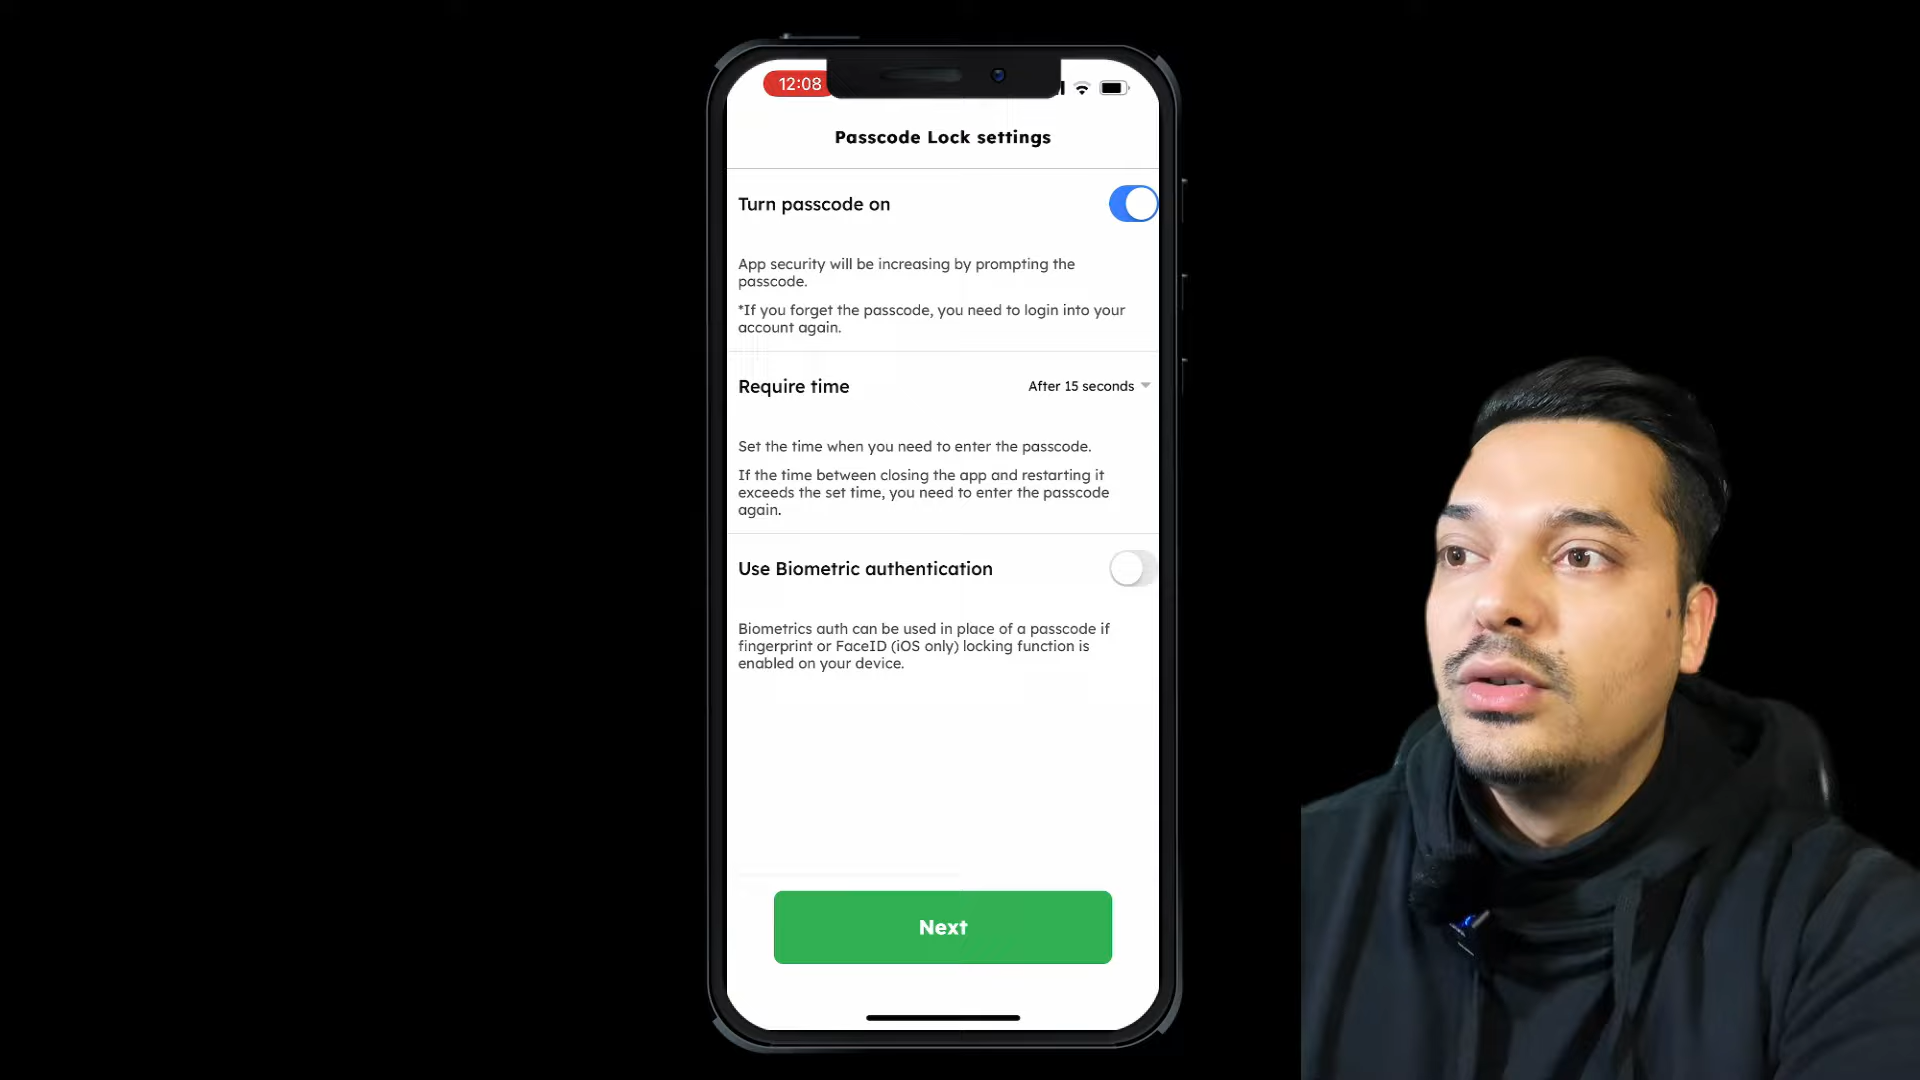 12:08
Passcode Lock settings
Turn passcode on
App security will be increasing by prompting the
passcode.
*If you forget the passcode, you need to login into your
account again.
Require time
After 15 seconds
Set the time when you need to enter the passcode.
If the time between closing the app and restarting it
exceeds the set time, you need to enter the passcode
again.
Use Biometric authentication
Biometrics auth can be used in place of a passcode if
fingerprint or FaceID (iOS only) locking function is
enabled on your device.
Next